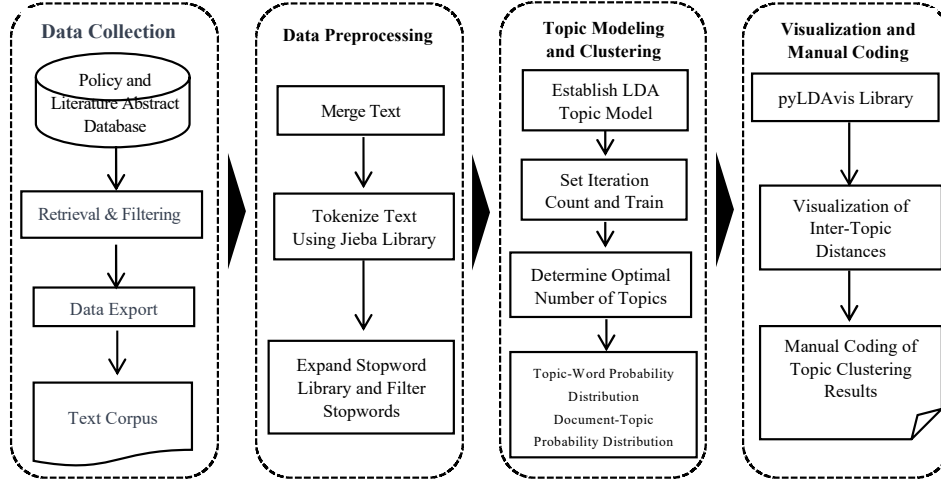 Data Collection
Policy and
Literature Abstract
Database
Retrieval & Filtering
Data Export
Text Corpus
Data Preprocessing
Merge Text
Tokenize Text
Using Jieba Library
Expand Stopword
Library and Filter
Stopwords
Topic Modeling
and Clustering
Establish LDA
Topic Model
Set Iteration
Count and Train
Determine Optimal
Number of Topics
Topic-Word Probability
Distribution
Document-Topic
Probability Distribution
Visualization and
Manual Coding
pyLDAvis Library
Visualization of
Inter-Topic
Distances
Manual Coding of
Topic Clustering
Results